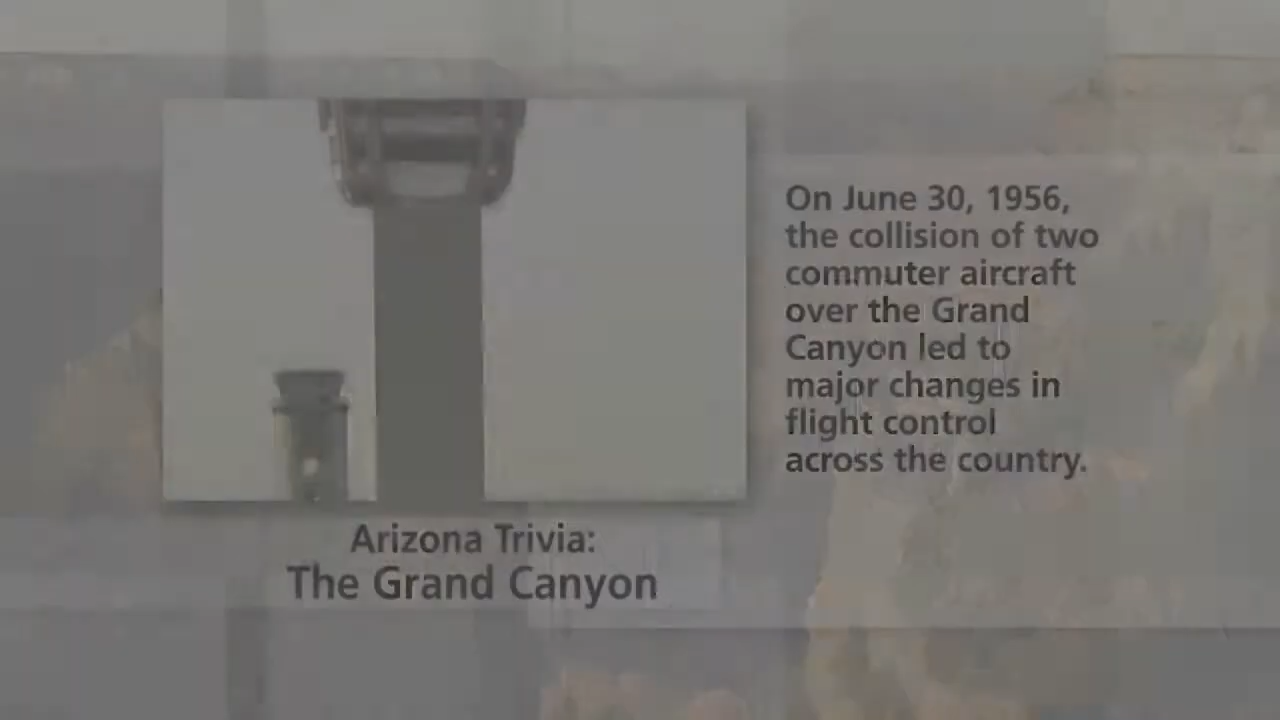 On June 30, 1956,
the collision of two
commuter aircraft
over the Grand
Canyon led to
major changes in
flight control
across the country.
Arizona Trivia:
The Grand Canyon